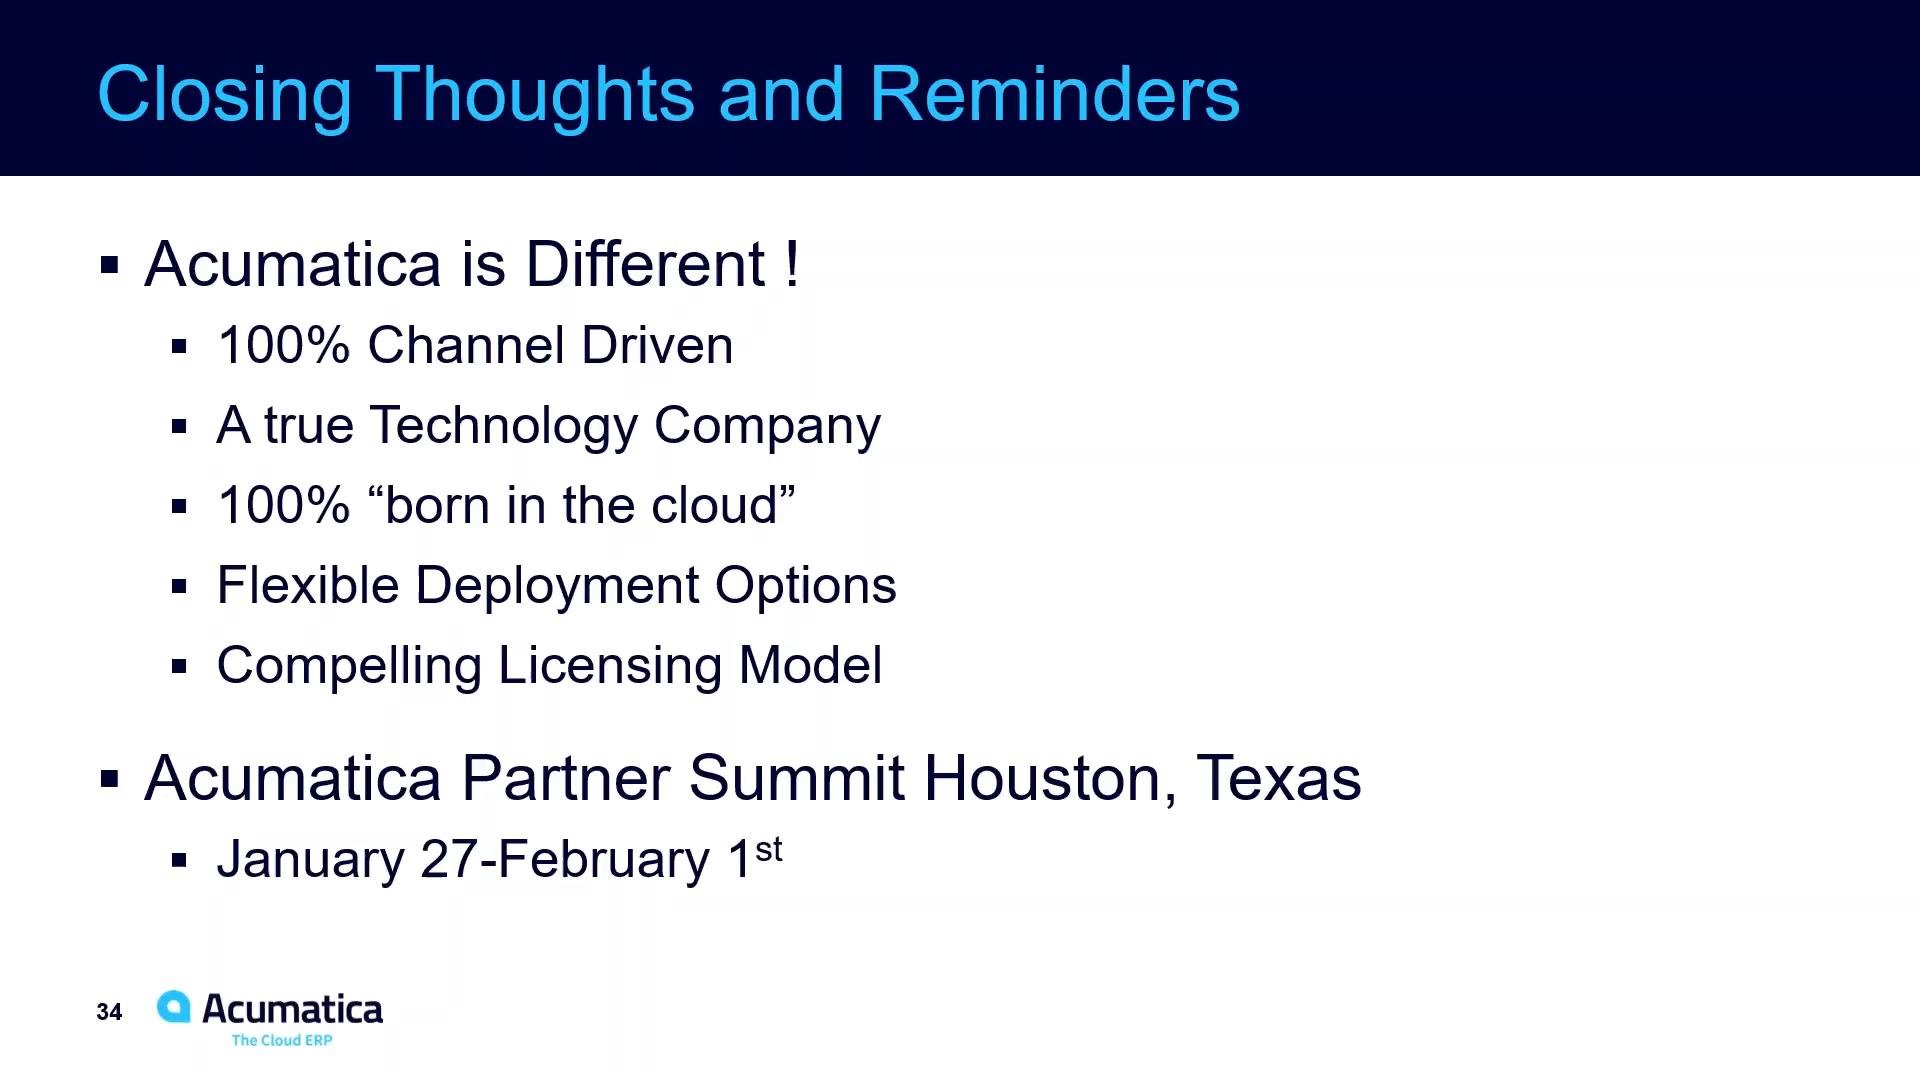 Closing Thoughts and Reminders
▪ Acumatica is Different !
▪ 100% Channel Driven
▪ A true Technology Company
▪ 100% “born in the cloud”
▪ Flexible Deployment Options
▪ Compelling Licensing Model
▪ Acumatica Partner Summit Houston, Texas
▪ January 27-February 1st
34
Acumatica
The Cloud ERP